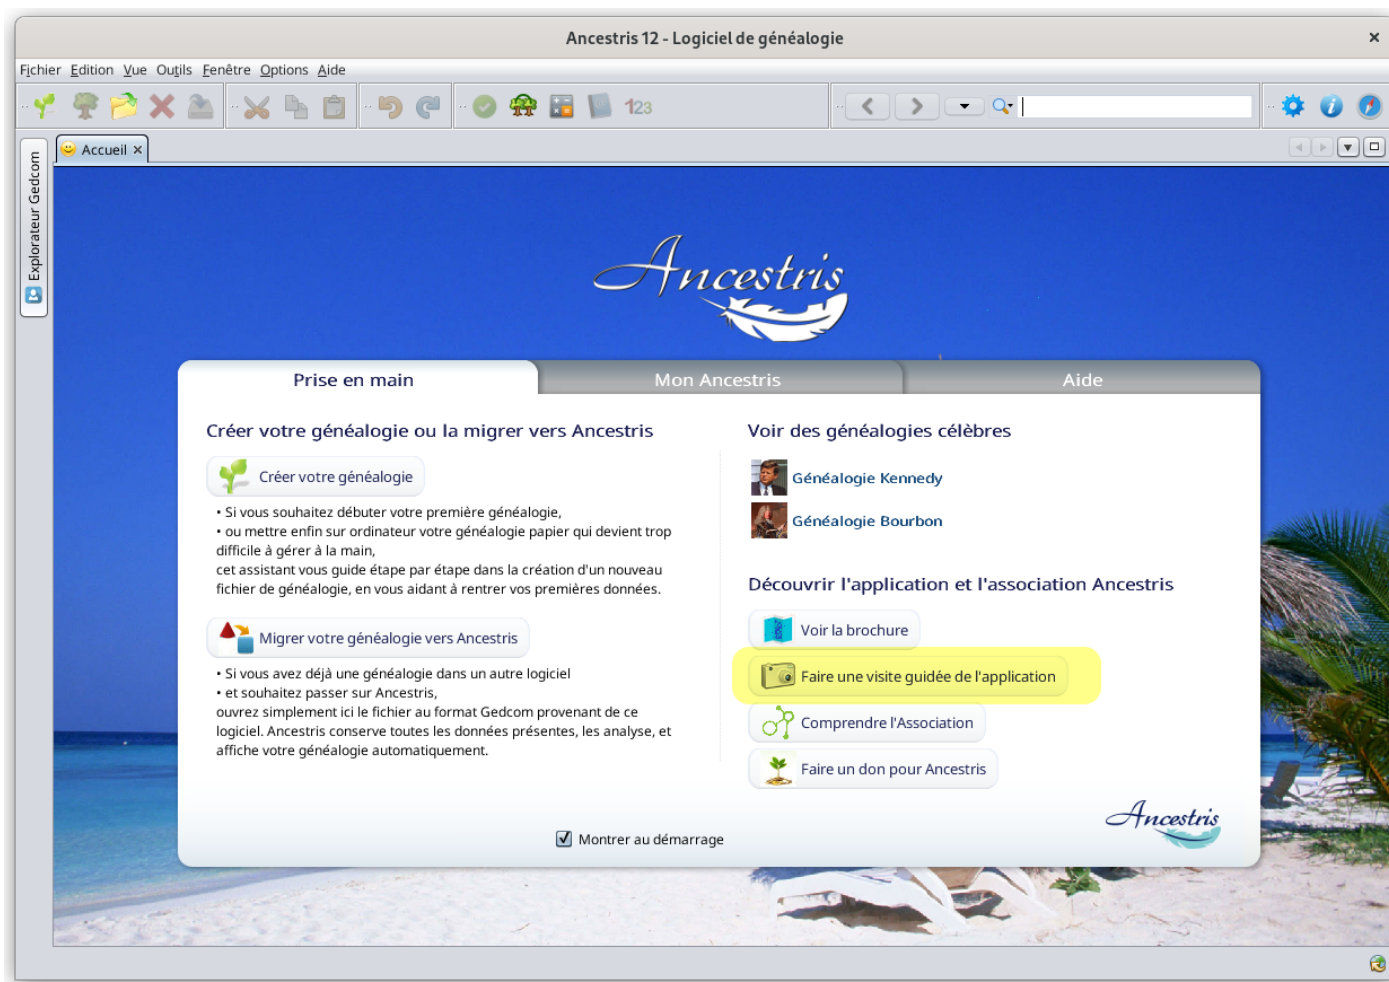 Ancestris 12 - Logiciel de généalogie
Fichier Edition Vue Outils Fenêtre Options Aide
123
Accueil
Explorateur Gedcom
Ancestris
Prise en main
Mon Ancestris
Aide
Créer votre généalogie ou la migrer vers Ancestris
Créer votre généalogie
• Si vous souhaitez débuter votre première généalogie,
• ou mettre enfin sur ordinateur votre généalogie papier qui devient trop
difficile à gérer à la main,
cet assistant vous guide étape par étape dans la création d'un nouveau
fichier de généalogie, en vous aidant à rentrer vos premières données.
Migrer votre généalogie vers Ancestris
• Si vous avez déjà une généalogie dans un autre logiciel
• et souhaitez passer sur Ancestris,
ouvrez simplement ici le fichier au format Gedcom provenant de ce
logiciel. Ancestris conserve toutes les données présentes, les analyse, et
affiche votre généalogie automatiquement.
Voir des généalogies célèbres
Généalogie Kennedy
Généalogie Bourbon
Découvrir l'application et l'association Ancestris
Voir la brochure
Faire une visite guidée de l'application
Comprendre l'Association
Faire un don pour Ancestris
Ancestris
Montrer au démarrage